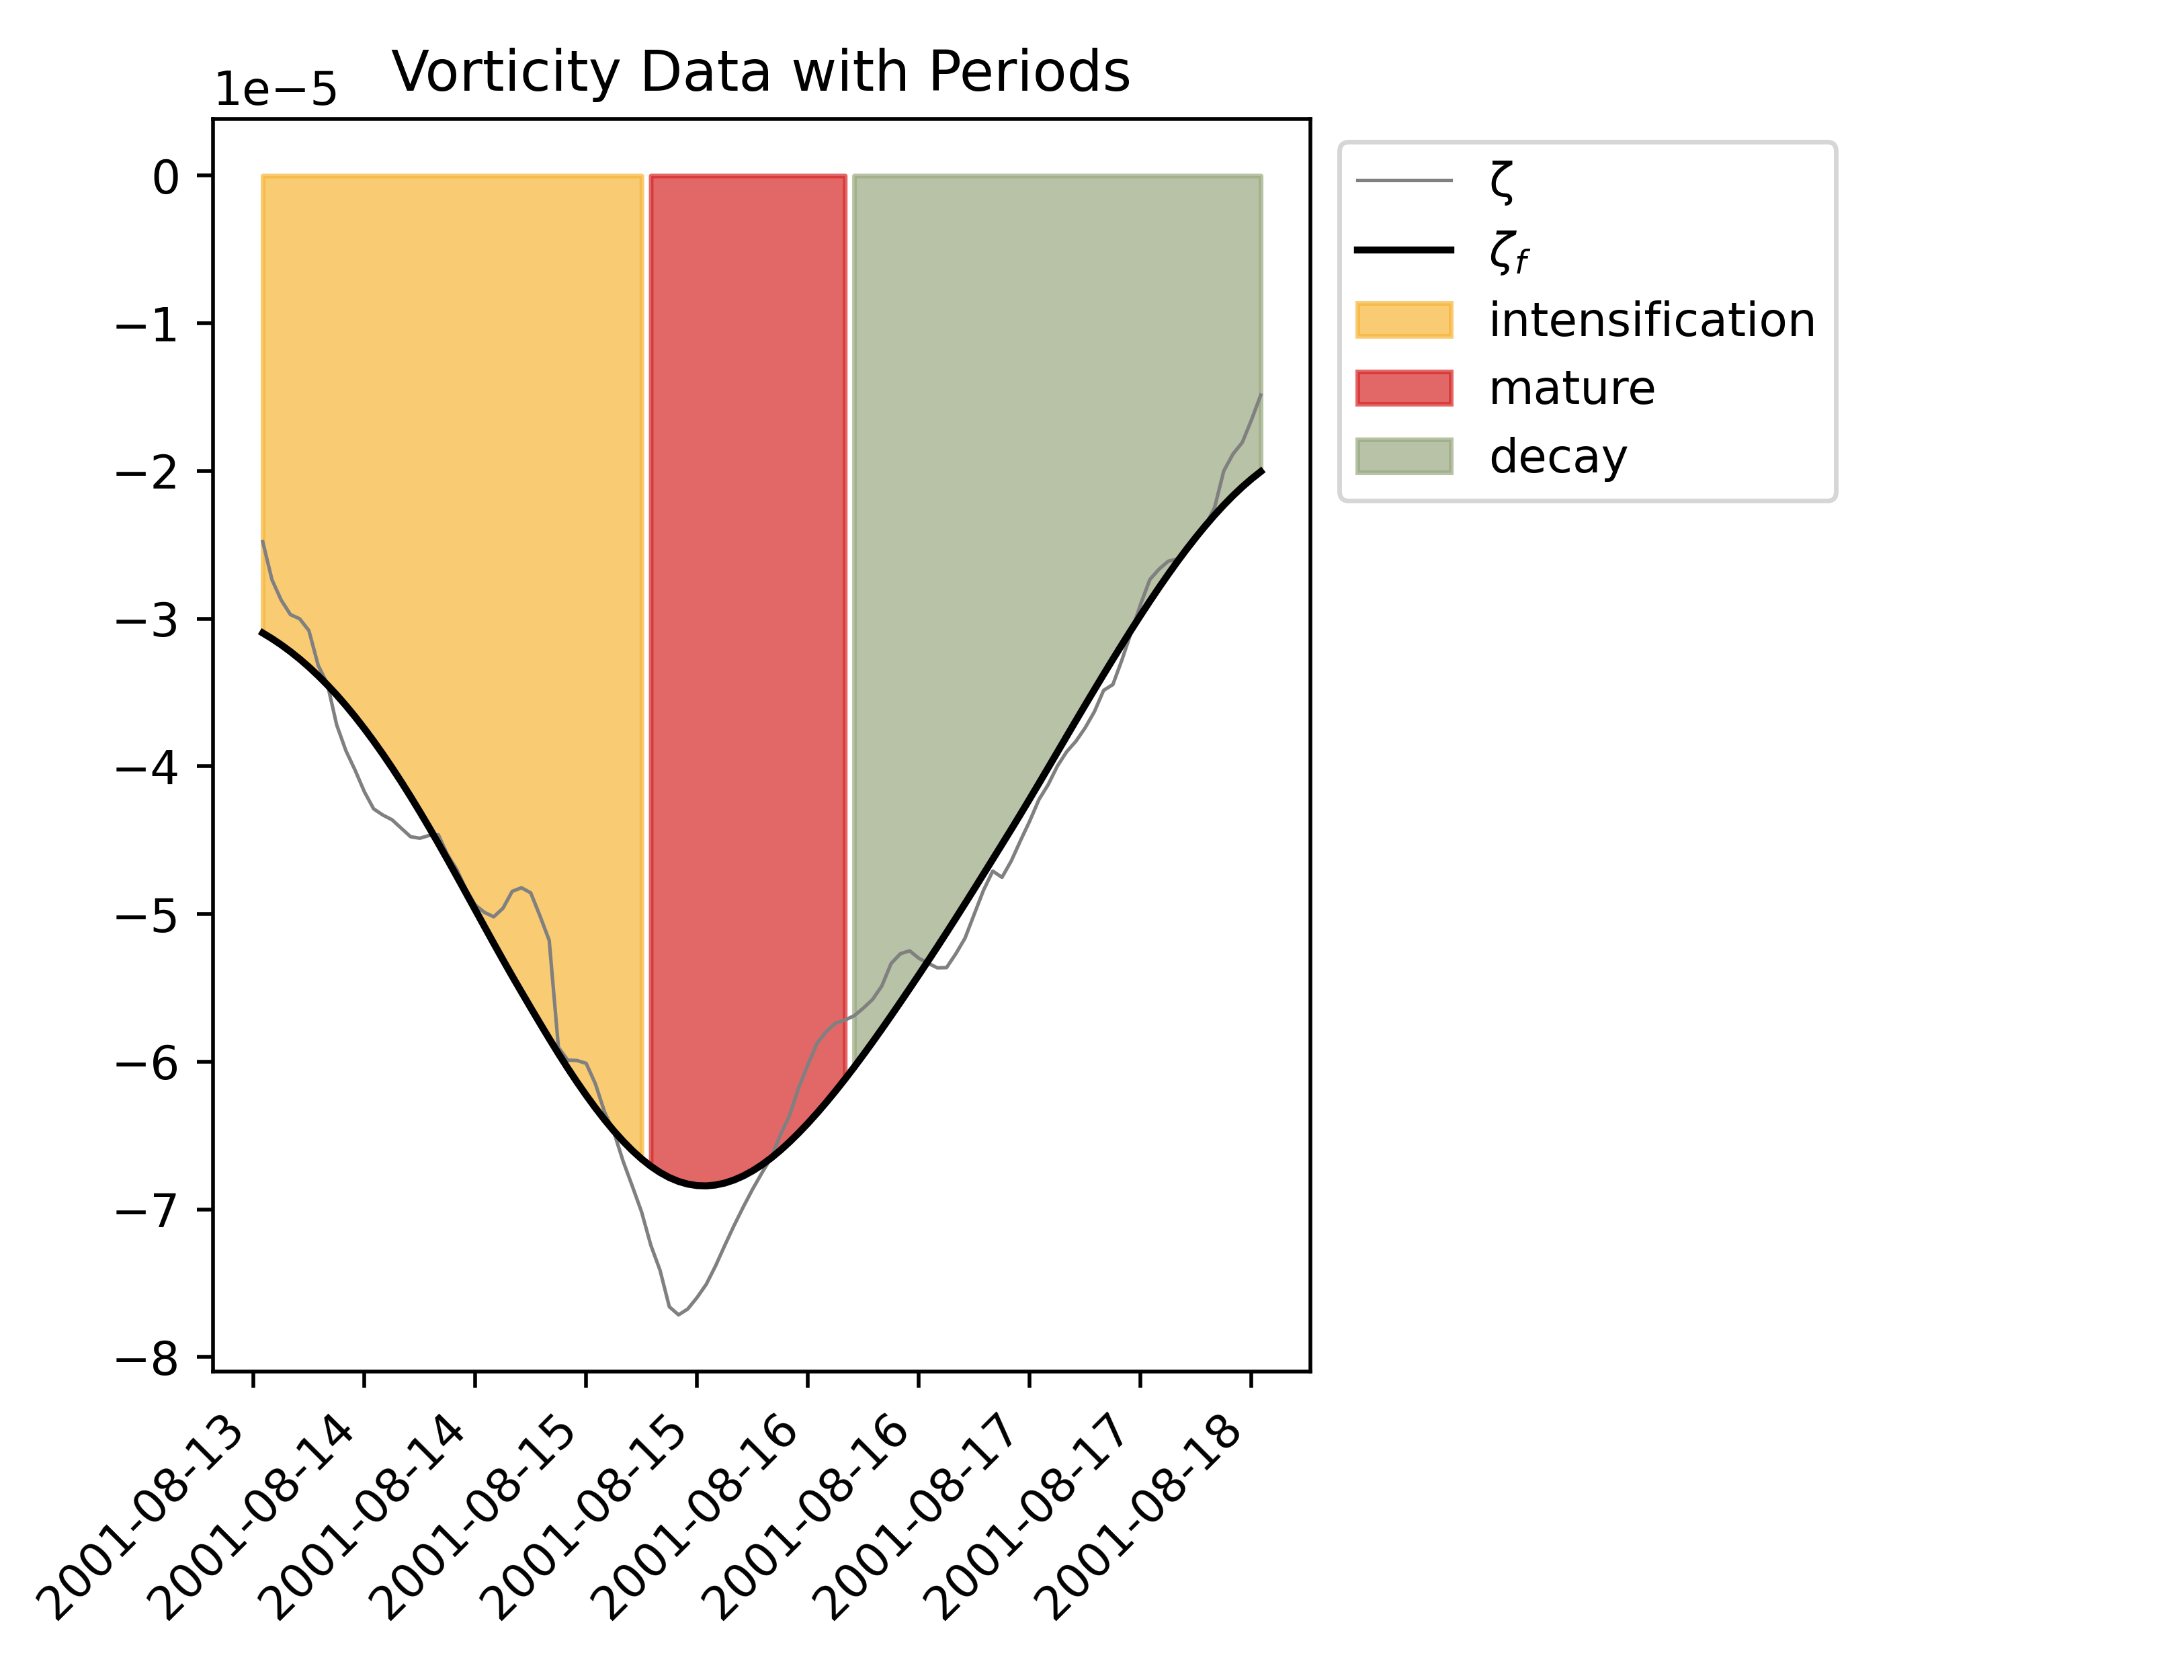 Vorticity Data with Periods
1e−5
0
−1
−2
−3
−4
−5
−6
−7
−8
2001-08-13
2001-08-14
2001-08-14
2001-08-15
2001-08-15
2001-08-16
2001-08-16
2001-08-17
2001-08-17
2001-08-18
ζ
ζf
intensification
mature
decay